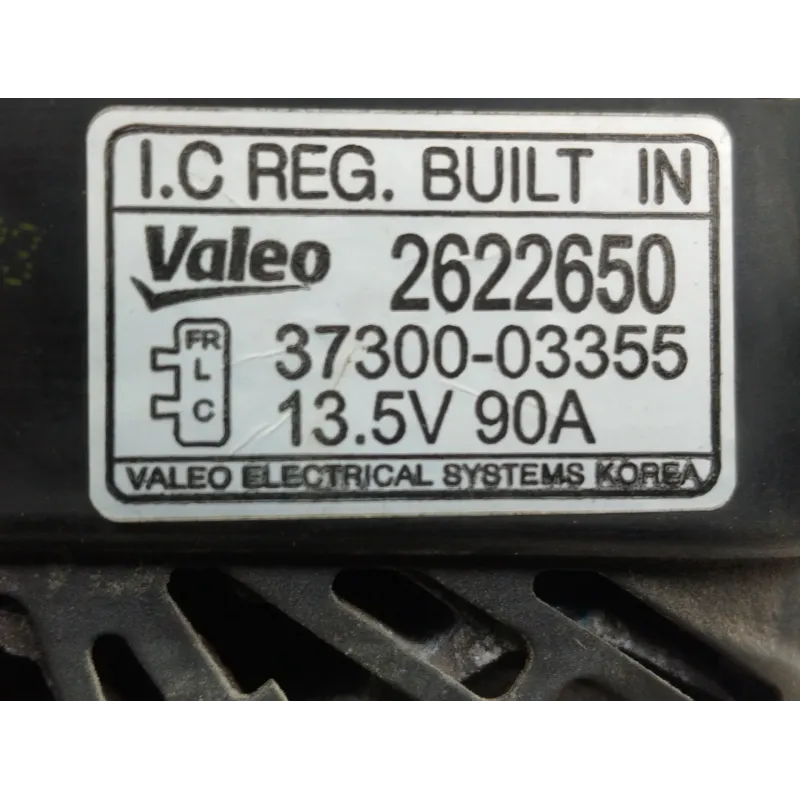 I.C REG. BUILT IN
Valeo 2622650
FR 37300-03355
L
C 13.5V 90A
VALEO ELECTRICAL SYSTEMS KOREA